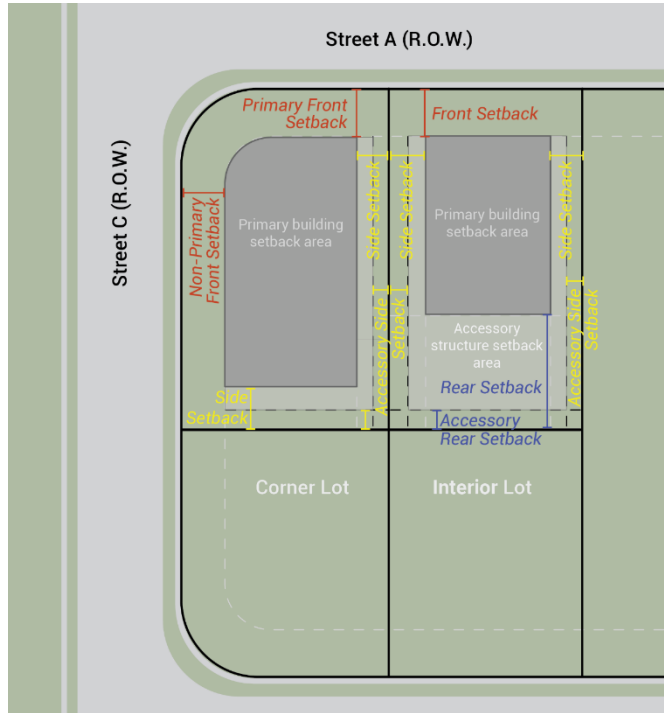 Street A (R.O.W.)
Primary Front
Setback
Front Setback
Street C (R.O.W.)
Non-Primary
Front Setback
Primary building
setback area
Side Setback
Side Setback
Primary building
setback area
Side Setback
Accessory Side
Setback
Accessory structure setback
area
Accessory Side
Setback
Rear Setback
Side
Setback
Accessory
Rear Setback
Corner Lot
Interior Lot